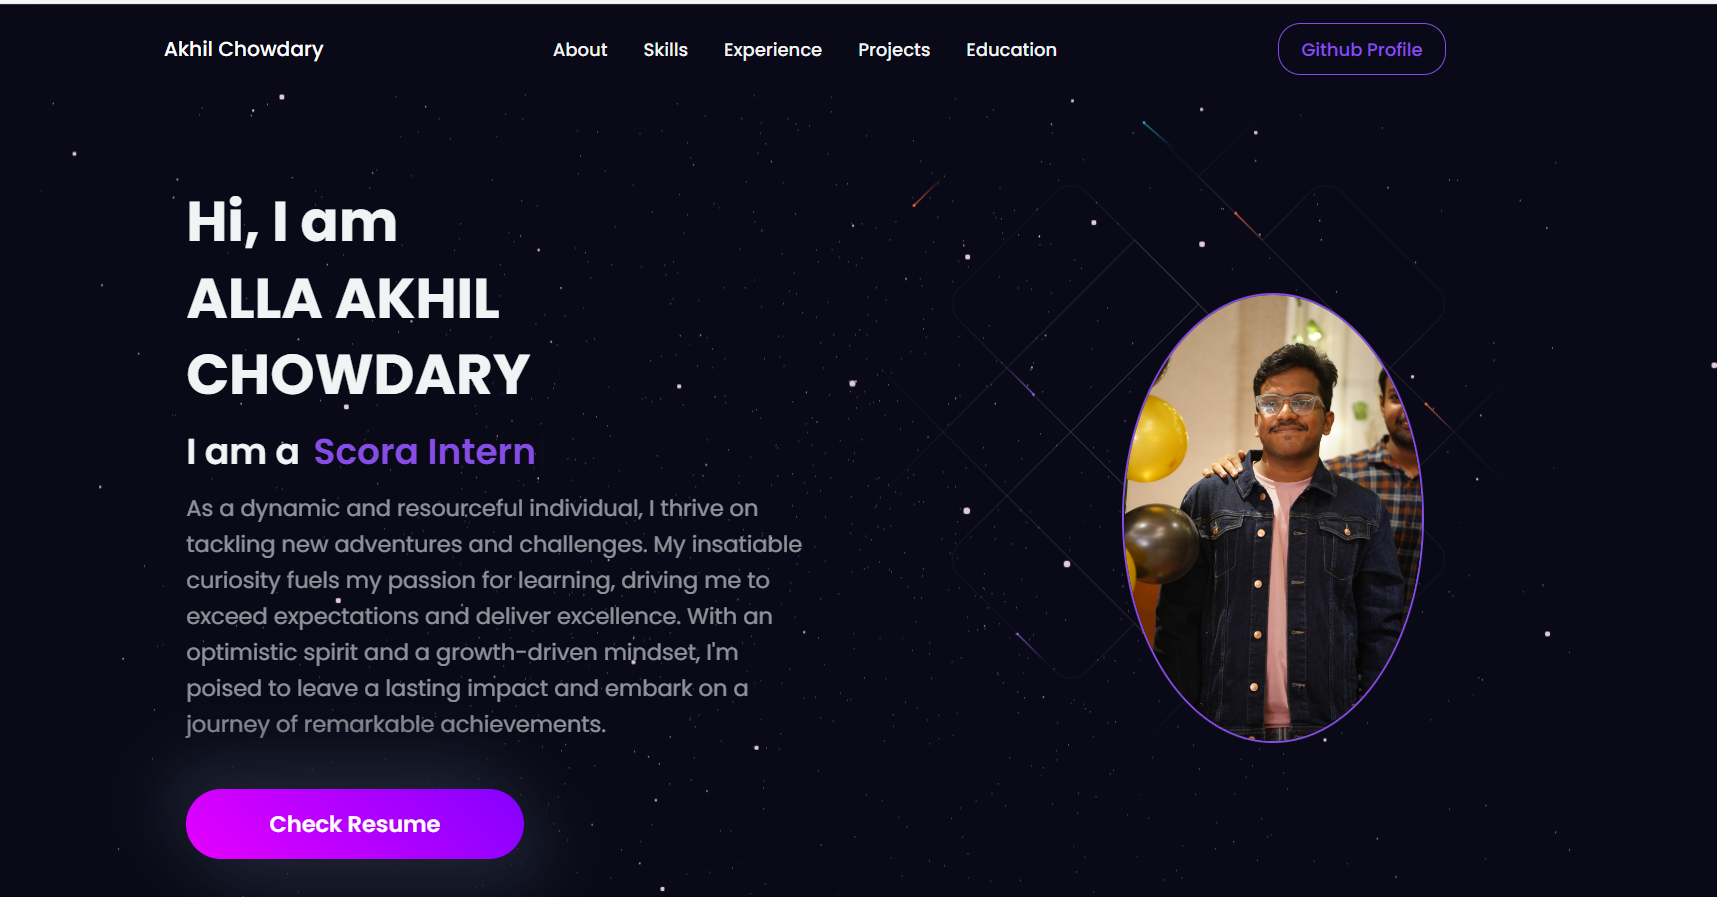 Akhil Chowdary
About
Skills
Experience
Projects
Education
Github Profile
Hi, I am
ALLA AKHIL
CHOWDARY
I am a Scora Intern
As a dynamic and resourceful individual, I thrive on
tackling new adventures and challenges. My insatiable
curiosity fuels my passion for learning, driving me to
exceed expectations and deliver excellence. With an
optimistic spirit and a growth-driven mindset, I'm
poised to leave a lasting impact and embark on a
journey of remarkable achievements.
Check Resume